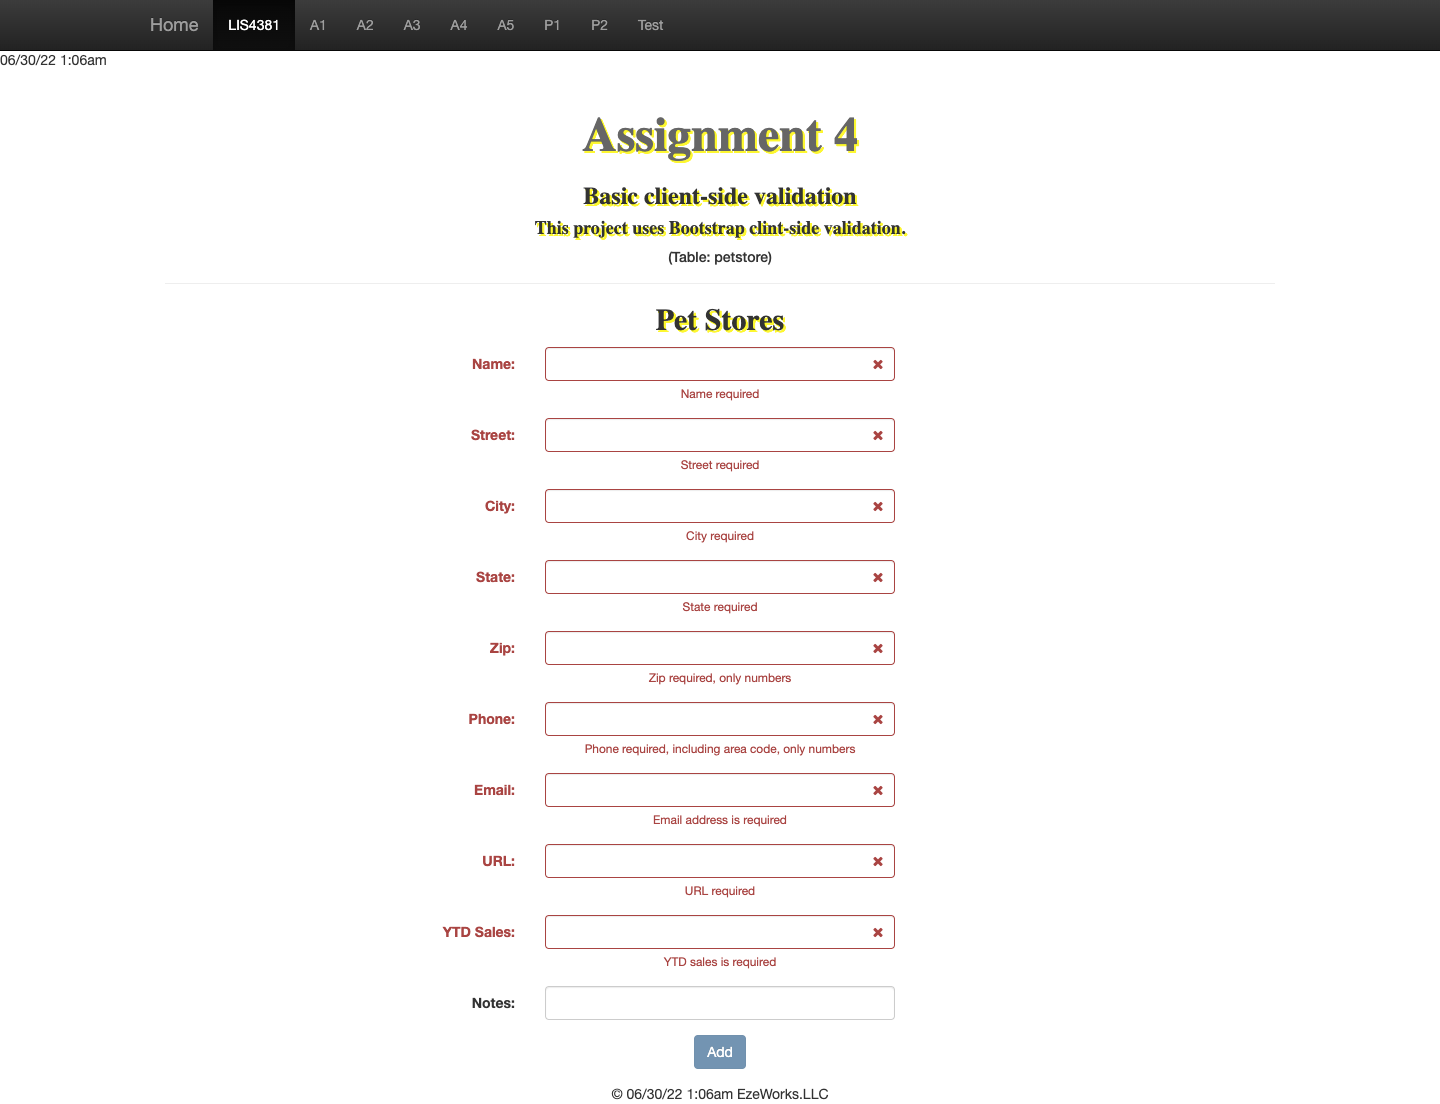 Home LIS4381 A1 A2 A3 A4 A5 P1 P2 Test
06/30/22 1:06am
Assignment 4
Basic client-side validation
This project uses Bootstrap clint-side validation.
(Table: petstore)
Pet Stores
Name:
Name required
Street:
Street required
City:
City required
State:
State required
Zip:
Zip required, only numbers
Phone:
Phone required, including area code, only numbers
Email:
Email address is required
URL:
URL required
YTD Sales:
YTD sales is required
Notes:
Add
© 06/30/22 1:06am EzeWorks.LLC